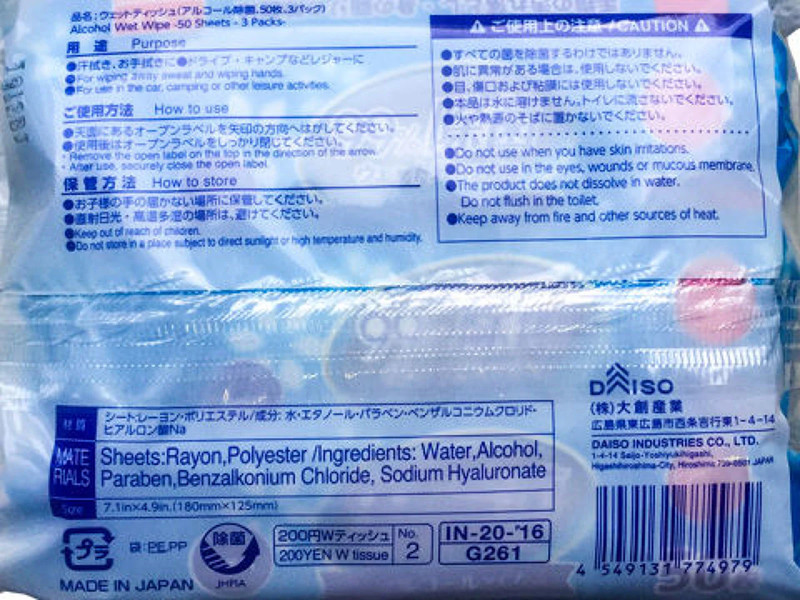 品名:ウェットティッシュ(アルコール除菌.50枚.3パック)
Alcohol Wet Wipe -50 Sheets - 3 Packs-
用途 Purpose
●汗拭き、お手拭きに●ドライブ・キャンプなどレジャーに
●For wiping away sweat and wiping hands.
●For use in the car, camping or other leisure activities.
ご使用方法 How to use
●天面にあるオープンラベルを矢印の方向へはがしてください。
●使用後はオープンラベルをしっかり閉じてください。
・Remove the open label on the top in the direction of the arrow.
・After use, securely close the open label.
保管方法 How to store
●お子様の手の届かない場所に保管してください。
●直射日光・高温多湿の場所は、避けてください。
●Keep out of reach of children.
●Do not store in a place subject to direct sunlight or high temperature and humidity.
⚠ ご使用上の注意/CAUTION ⚠
●すべての菌を除菌するわけではありません。
●肌に異常がある場合は、使用しないでください。
●目、傷口および粘膜には使用しないでください。
●本品は水に溶けません。トイレに流さないでください。
●火や熱源のそばに置かないでください。
●Do not use when you have skin irritations.
●Do not use in the eyes, wounds or mucous membrane.
●The product does not dissolve in water.
Do not flush in the toilet.
●Keep away from fire and other sources of heat.
材質
シート:レーヨン・ポリエステル/成分: 水・エタノール・パラベン・ベンザルコニウムクロリド・
ヒアルロン酸Na
MATE
RIALS
Sheets:Rayon,Polyester /Ingredients: Water,Alcohol,
Paraben,Benzalkonium Chloride, Sodium Hyaluronate
Size
7.1in×4.9in.(180mm×125mm)
プラ
袋:PE.PP
除菌
JHPIA
200円Wティッシュ
200YEN W tissue
No.
2
IN-20-'16
G261
MADE IN JAPAN
DAISO
(株)大創産業
広島県東広島市西条吉行東1-4-14
DAISO INDUSTRIES CO., LTD.
1-4-14 Saijo-Yoshiyukihigashi,
Higashihiroshima-City, Hiroshima 739-8501 JAPAN
4 549131 774979